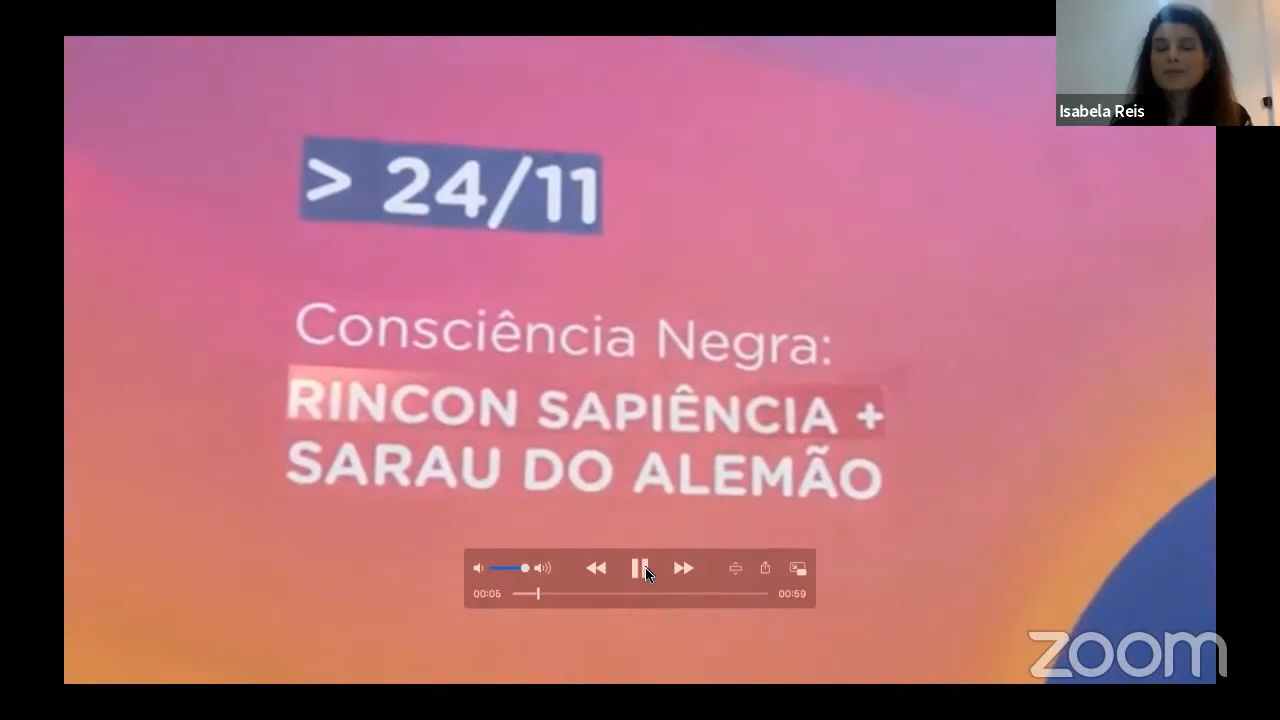 Isabela Reis
> 24/11
Consciência Negra:
RINCON SAPIÊNCIA +
SARAU DO ALEMÃO
00:05
00:59
zoom